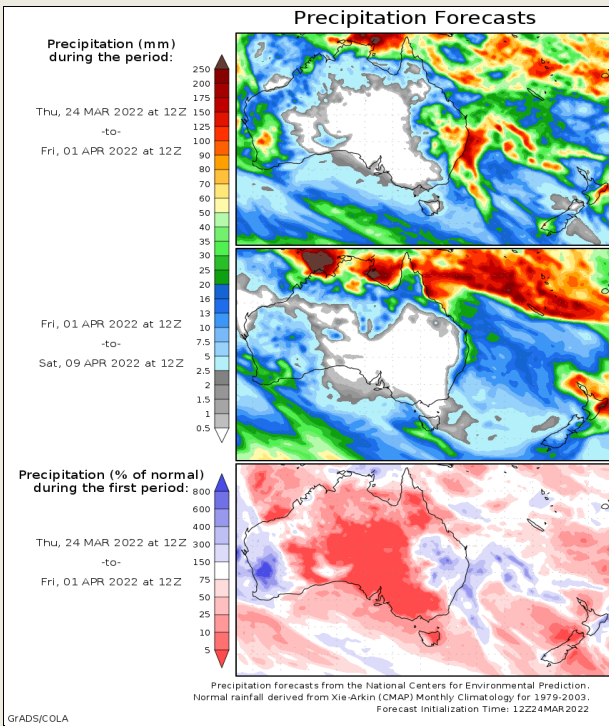 Precipitation Forecasts
Precipitation (mm)
during the period:
Thu, 24 MAR 2022 at 12Z
-to-
Fri, 01 APR 2022 at 12Z
250
200
175
150
125
100
90
80
70
60
50
40
35
30
25
20
16
13
10
7.5
5
2.5
2
1.5
1
0.5
Fri, 01 APR 2022 at 12Z
-to-
Sat, 09 APR 2022 at 12Z
Precipitation (% of normal)
during the first period:
Thu, 24 MAR 2022 at 12Z
-to-
Fri, 01 APR 2022 at 12Z
800
600
400
300
150
75
50
25
10
5
Precipitation forecasts from the National Centers for Environmental Prediction.
Normal rainfall derived from Xie-Arkin (CMAP) Monthly Climatology for 1979-2003.
Forecast Initialization Time: 12Z24MAR2022
GrADS/COLA